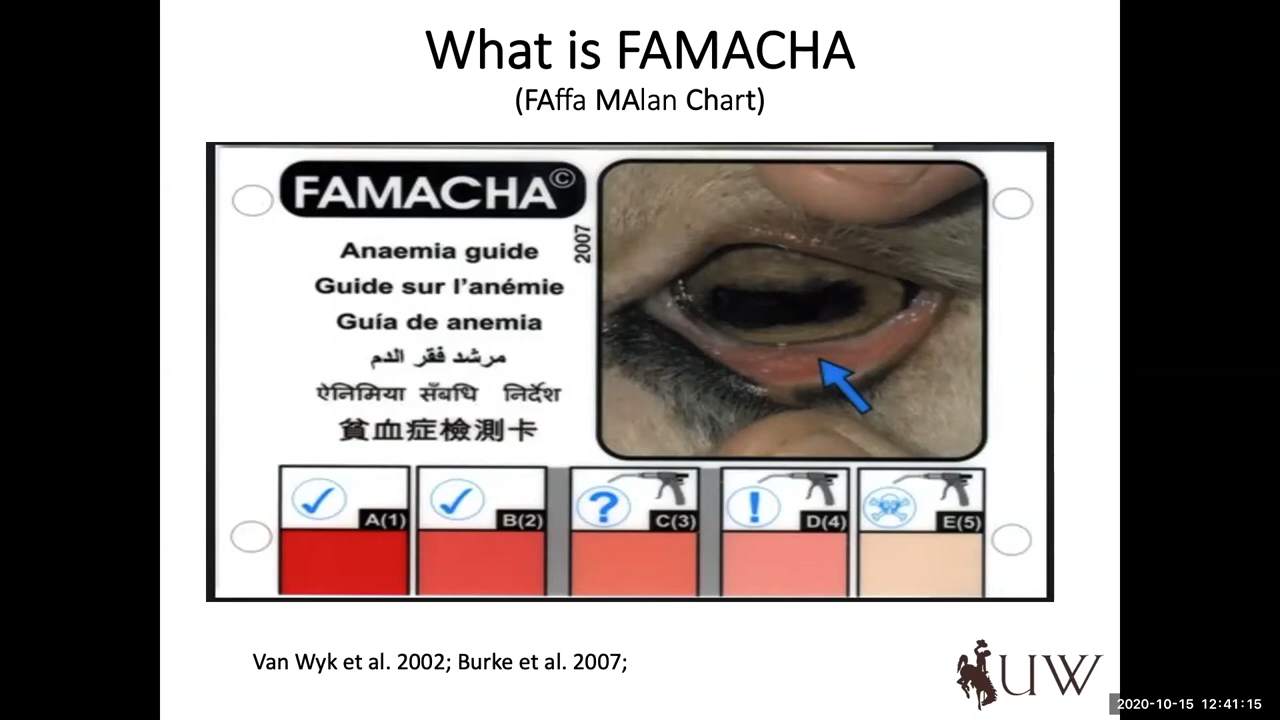 What is FAMACHA
(FAffa MAlan Chart)
FAMACHA©
2007
Anaemia guide
Guide sur l'anémie
Guía de anemia
مرشد فقر الدم
ऐनिमिया सँबधि निर्देश
貧血症檢測卡
✓ A(1)
✓ B(2)
? C(3)
! D(4)
E(5)
Van Wyk et al. 2002; Burke et al. 2007;
UW
2020-10-15 12:41:15